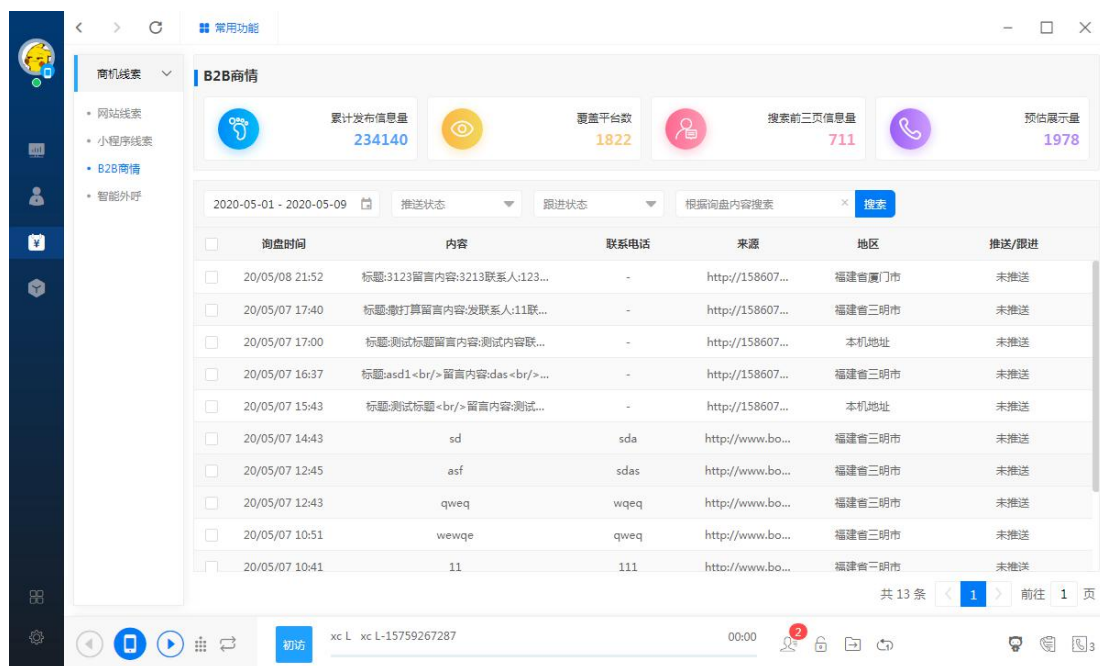 常用功能
商机线索
网站线索
小程序线索
B2B商情
智能外呼
B2B商情
累计发布信息量
234140
覆盖平台数
1822
搜索前三页信息量
711
预估展示量
1978
2020-05-01 - 2020-05-09 推送状态 跟进状态 根据询盘内容搜索 × 搜索
询盘时间 内容 联系电话 来源 地区 推送/跟进
20/05/08 21:52 标题:3123留言内容:3213联系人:123... - http://158607... 福建省厦门市 未推送
20/05/07 17:40 标题:撒打算留言内容:发联系人:11联... - http://158607... 福建省三明市 未推送
20/05/07 17:00 标题:测试标题留言内容:测试内容联... - http://158607... 本机地址 未推送
20/05/07 16:37 标题:asd1<br/>留言内容:das<br/>... - http://158607... 福建省三明市 未推送
20/05/07 15:43 标题:测试标题<br/>留言内容:测试... - http://158607... 本机地址 未推送
20/05/07 14:43 sd sda http://www.bo... 福建省三明市 未推送
20/05/07 12:45 asf sdas http://www.bo... 福建省三明市 未推送
20/05/07 12:43 qweq wqeq http://www.bo... 福建省三明市 未推送
20/05/07 10:51 wewqe qweq http://www.bo... 福建省三明市 未推送
20/05/07 10:41 11 111 http://www.bo... 福建省三明市 未推送
共 13 条 1 前往 1 页
初访 xc L xc L-15759267287 00:00 2 3